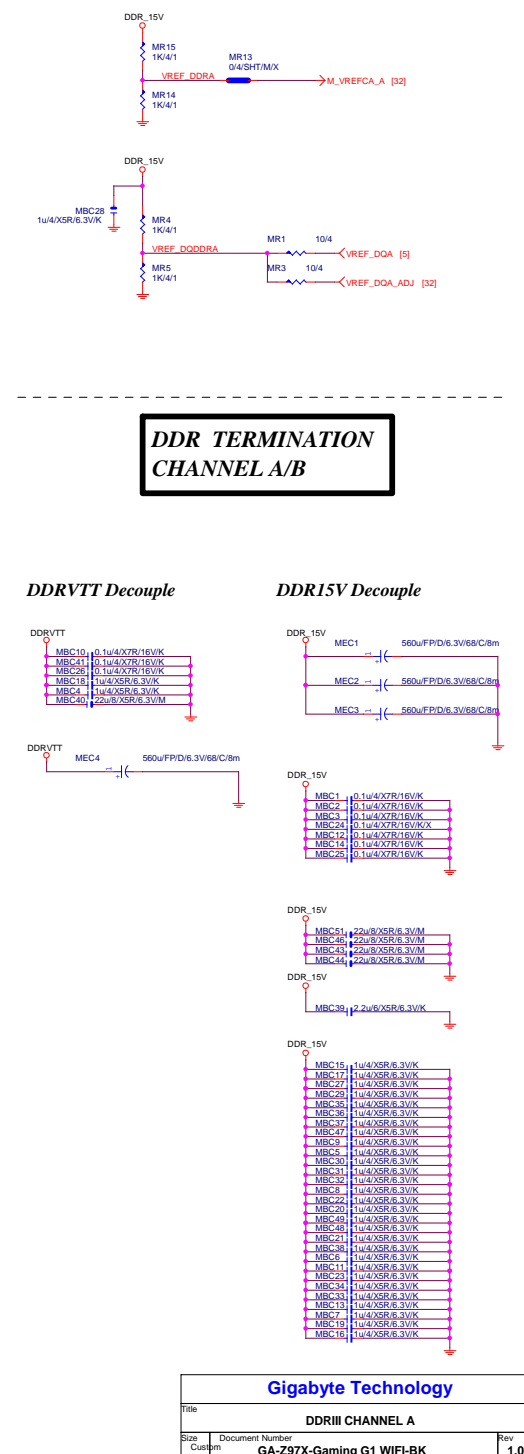 DDR_15V
MR15
1K/4/1
MR13
0/4/SHT/M/X
VREF_DDRA
M_VREFCA_A [32]
MR14
1K/4/1
DDR_15V
MBC28
1u/4/X5R/6.3V/K
MR4
1K/4/1
MR1 10/4
VREF_DQDDRA
VREF_DQA [5]
MR5
1K/4/1
MR3 10/4
VREF_DQA_ADJ [32]
DDR TERMINATION
CHANNEL A/B
DDRVTT Decouple
DDRVTT
MBC10 0.1u/4/X7R/16V/K
MBC41 0.1u/4/X7R/16V/K
MBC26 0.1u/4/X7R/16V/K
MBC18 1u/4/X5R/6.3V/K
MBC4 1u/4/X5R/6.3V/K
MBC40 22u/8/X5R/6.3V/M
DDRVTT
MEC4 560u/FP/D/6.3V/68/C/8m
1
+
DDR15V Decouple
DDR_15V
MEC1 560u/FP/D/6.3V/68/C/8m
1
+
MEC2 560u/FP/D/6.3V/68/C/8m
1
+
MEC3 560u/FP/D/6.3V/68/C/8m
1
+
DDR_15V
MBC1 0.1u/4/X7R/16V/K
MBC2 0.1u/4/X7R/16V/K
MBC3 0.1u/4/X7R/16V/K
MBC24 0.1u/4/X7R/16V/K/X
MBC12 0.1u/4/X7R/16V/K
MBC14 0.1u/4/X7R/16V/K
MBC25 0.1u/4/X7R/16V/K
DDR_15V
MBC51 22u/8/X5R/6.3V/M
MBC46 22u/8/X5R/6.3V/M
MBC43 22u/8/X5R/6.3V/M
MBC44 22u/8/X5R/6.3V/M
DDR_15V
MBC39 2.2u/6/X5R/6.3V/K
DDR_15V
MBC15 1u/4/X5R/6.3V/K
MBC17 1u/4/X5R/6.3V/K
MBC27 1u/4/X5R/6.3V/K
MBC29 1u/4/X5R/6.3V/K
MBC35 1u/4/X5R/6.3V/K
MBC36 1u/4/X5R/6.3V/K
MBC37 1u/4/X5R/6.3V/K
MBC47 1u/4/X5R/6.3V/K
MBC9 1u/4/X5R/6.3V/K
MBC5 1u/4/X5R/6.3V/K
MBC30 1u/4/X5R/6.3V/K
MBC31 1u/4/X5R/6.3V/K
MBC32 1u/4/X5R/6.3V/K
MBC8 1u/4/X5R/6.3V/K
MBC22 1u/4/X5R/6.3V/K
MBC20 1u/4/X5R/6.3V/K
MBC49 1u/4/X5R/6.3V/K
MBC48 1u/4/X5R/6.3V/K
MBC21 1u/4/X5R/6.3V/K
MBC38 1u/4/X5R/6.3V/K
MBC6 1u/4/X5R/6.3V/K
MBC11 1u/4/X5R/6.3V/K
MBC23 1u/4/X5R/6.3V/K
MBC34 1u/4/X5R/6.3V/K
MBC33 1u/4/X5R/6.3V/K
MBC13 1u/4/X5R/6.3V/K
MBC7 1u/4/X5R/6.3V/K
MBC19 1u/4/X5R/6.3V/K
MBC16 1u/4/X5R/6.3V/K
Gigabyte Technology
Title
DDRIII CHANNEL A
Size Document Number Rev
Custom GA-Z97X-Gaming G1 WIFI-BK 1.0